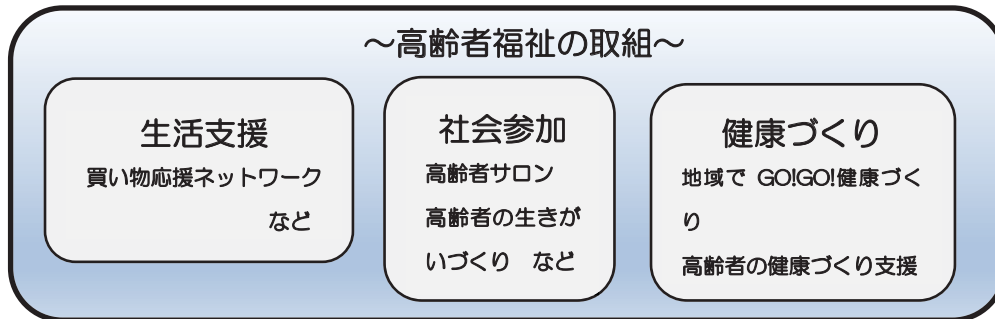 ～高齢者福祉の取組～
生活支援
買い物応援ネットワーク
など
社会参加
高齢者サロン
高齢者の生きが
いづくり　など
健康づくり
地域で GO!GO!健康づく
り
高齢者の健康づくり支援